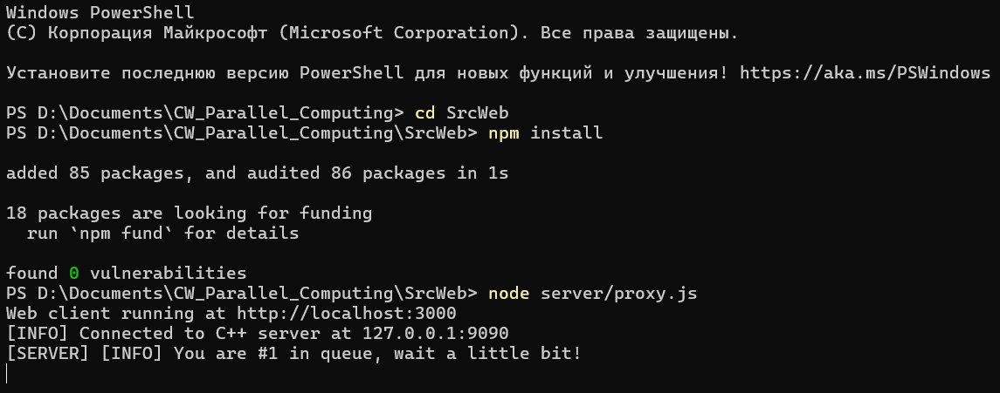 Windows PowerShell
(C) Корпорация Майкрософт (Microsoft Corporation). Все права защищены.
Установите последнюю версию PowerShell для новых функций и улучшения! https://aka.ms/PSWindows
PS D:\Documents\CW_Parallel_Computing> cd SrcWeb
PS D:\Documents\CW_Parallel_Computing\SrcWeb> npm install
added 85 packages, and audited 86 packages in 1s
18 packages are looking for funding
  run `npm fund` for details
found 0 vulnerabilities
PS D:\Documents\CW_Parallel_Computing\SrcWeb> node server/proxy.js
Web client running at http://localhost:3000
[INFO] Connected to C++ server at 127.0.0.1:9090
[SERVER] [INFO] You are #1 in queue, wait a little bit!